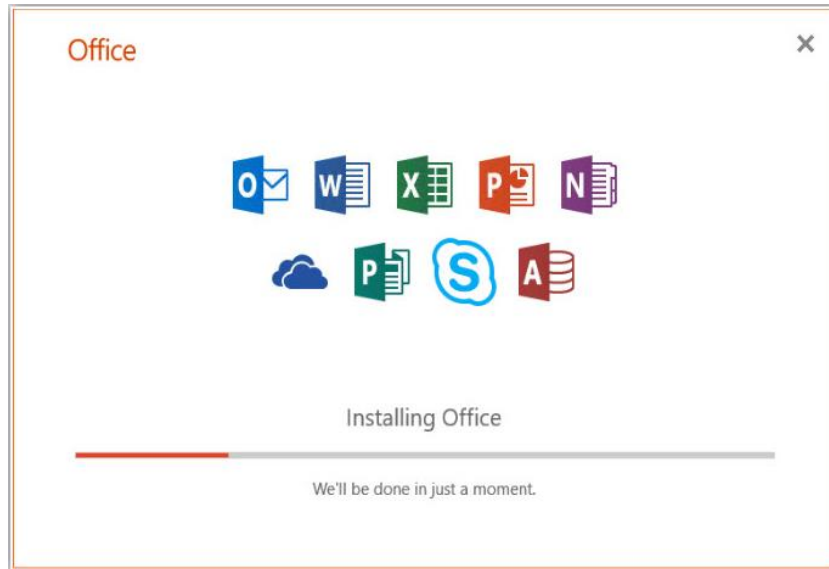 Office
O W X P N
P S A
Installing Office
We'll be done in just a moment.